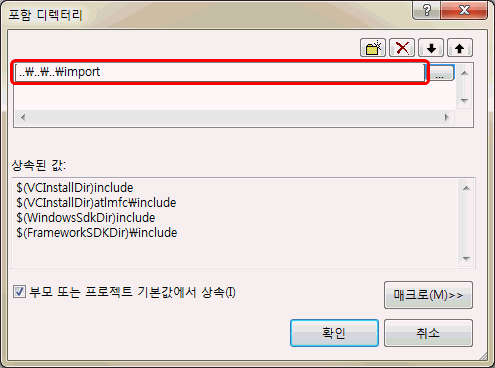 포함 디렉터리
..₩..₩..₩import
...
상속된 값:
$(VCInstallDir)include
$(VCInstallDir)atlmfc₩include
$(WindowsSdkDir)include
$(FrameworkSDKDir)₩include
부모 또는 프로젝트 기본값에서 상속(I)
매크로(M)>>
확인
취소